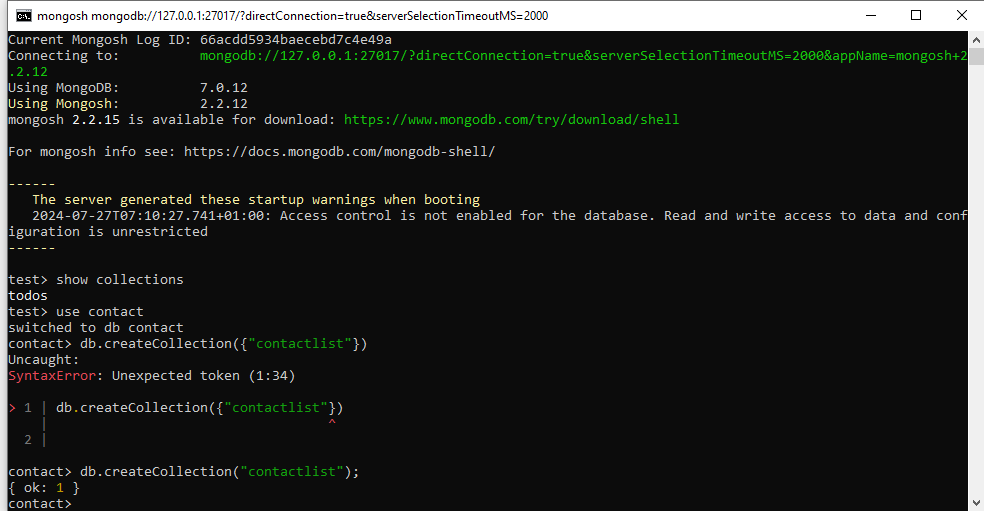 mongosh mongodb://127.0.0.1:27017/?directConnection=true&serverSelectionTimeoutMS=2000
Current Mongosh Log ID: 66acdd5934baecebd7c4e49a
Connecting to:          mongodb://127.0.0.1:27017/?directConnection=true&serverSelectionTimeoutMS=2000&appName=mongosh+2
.2.12
Using MongoDB:          7.0.12
Using Mongosh:          2.2.12
mongosh 2.2.15 is available for download: https://www.mongodb.com/try/download/shell
For mongosh info see: https://docs.mongodb.com/mongodb-shell/
------
   The server generated these startup warnings when booting
   2024-07-27T07:10:27.741+01:00: Access control is not enabled for the database. Read and write access to data and conf
iguration is unrestricted
------
test> show collections
todos
test> use contact
switched to db contact
contact> db.createCollection({"contactlist"})
Uncaught:
SyntaxError: Unexpected token (1:34)
> 1 | db.createCollection({"contactlist"})
    |                                   ^
  2 |
contact> db.createCollection("contactlist");
{ ok: 1 }
contact>